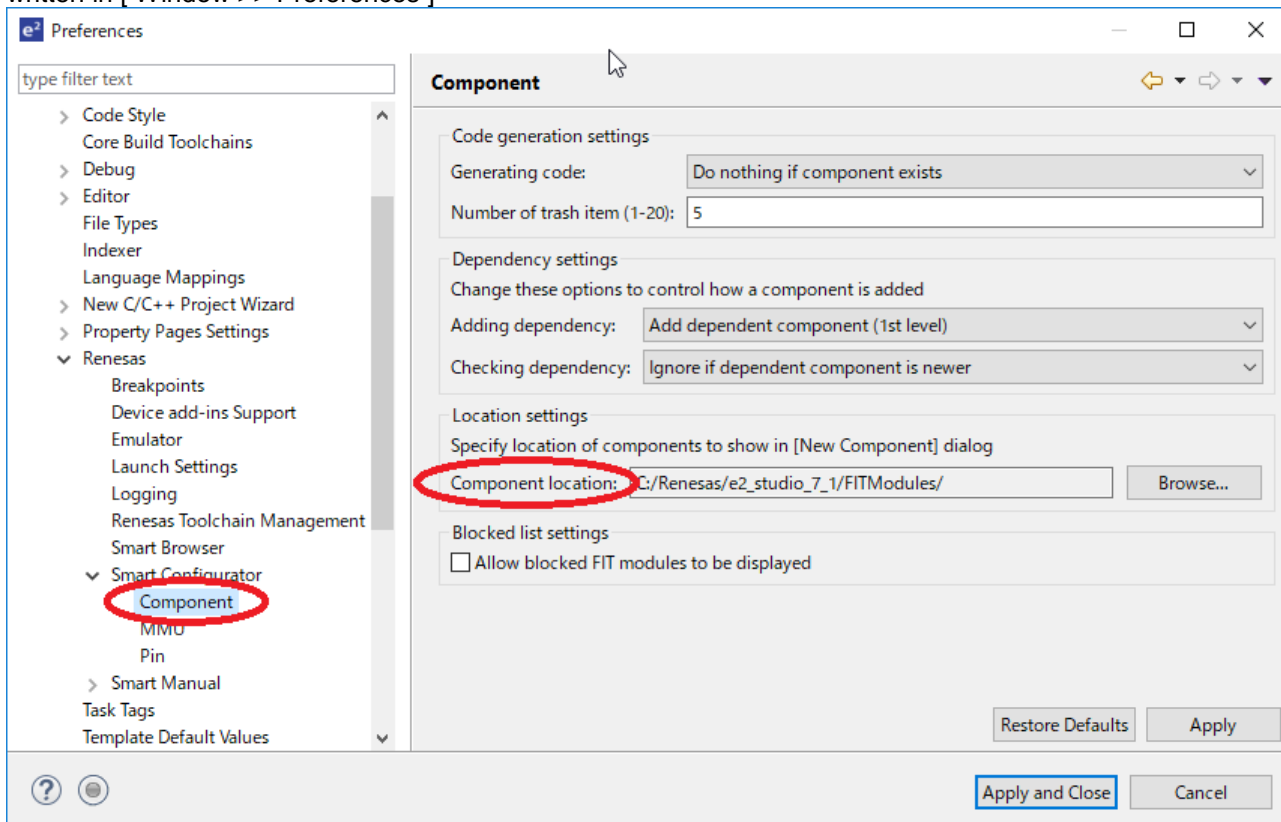 written in [ Window >> Preferences ]
e² Preferences
type filter text
Code Style
Core Build Toolchains
Debug
Editor
File Types
Indexer
Language Mappings
New C/C++ Project Wizard
Property Pages Settings
Renesas
Breakpoints
Device add-ins Support
Emulator
Launch Settings
Logging
Renesas Toolchain Management
Smart Browser
Smart Configurator
Component
MMU
Pin
Smart Manual
Task Tags
Template Default Values
Component
Code generation settings
Generating code: Do nothing if component exists
Number of trash item (1-20): 5
Dependency settings
Change these options to control how a component is added
Adding dependency: Add dependent component (1st level)
Checking dependency: Ignore if dependent component is newer
Location settings
Specify location of components to show in [New Component] dialog
Component location: C:/Renesas/e2_studio_7_1/FITModules/ Browse...
Blocked list settings
Allow blocked FIT modules to be displayed
Restore Defaults Apply
Apply and Close Cancel